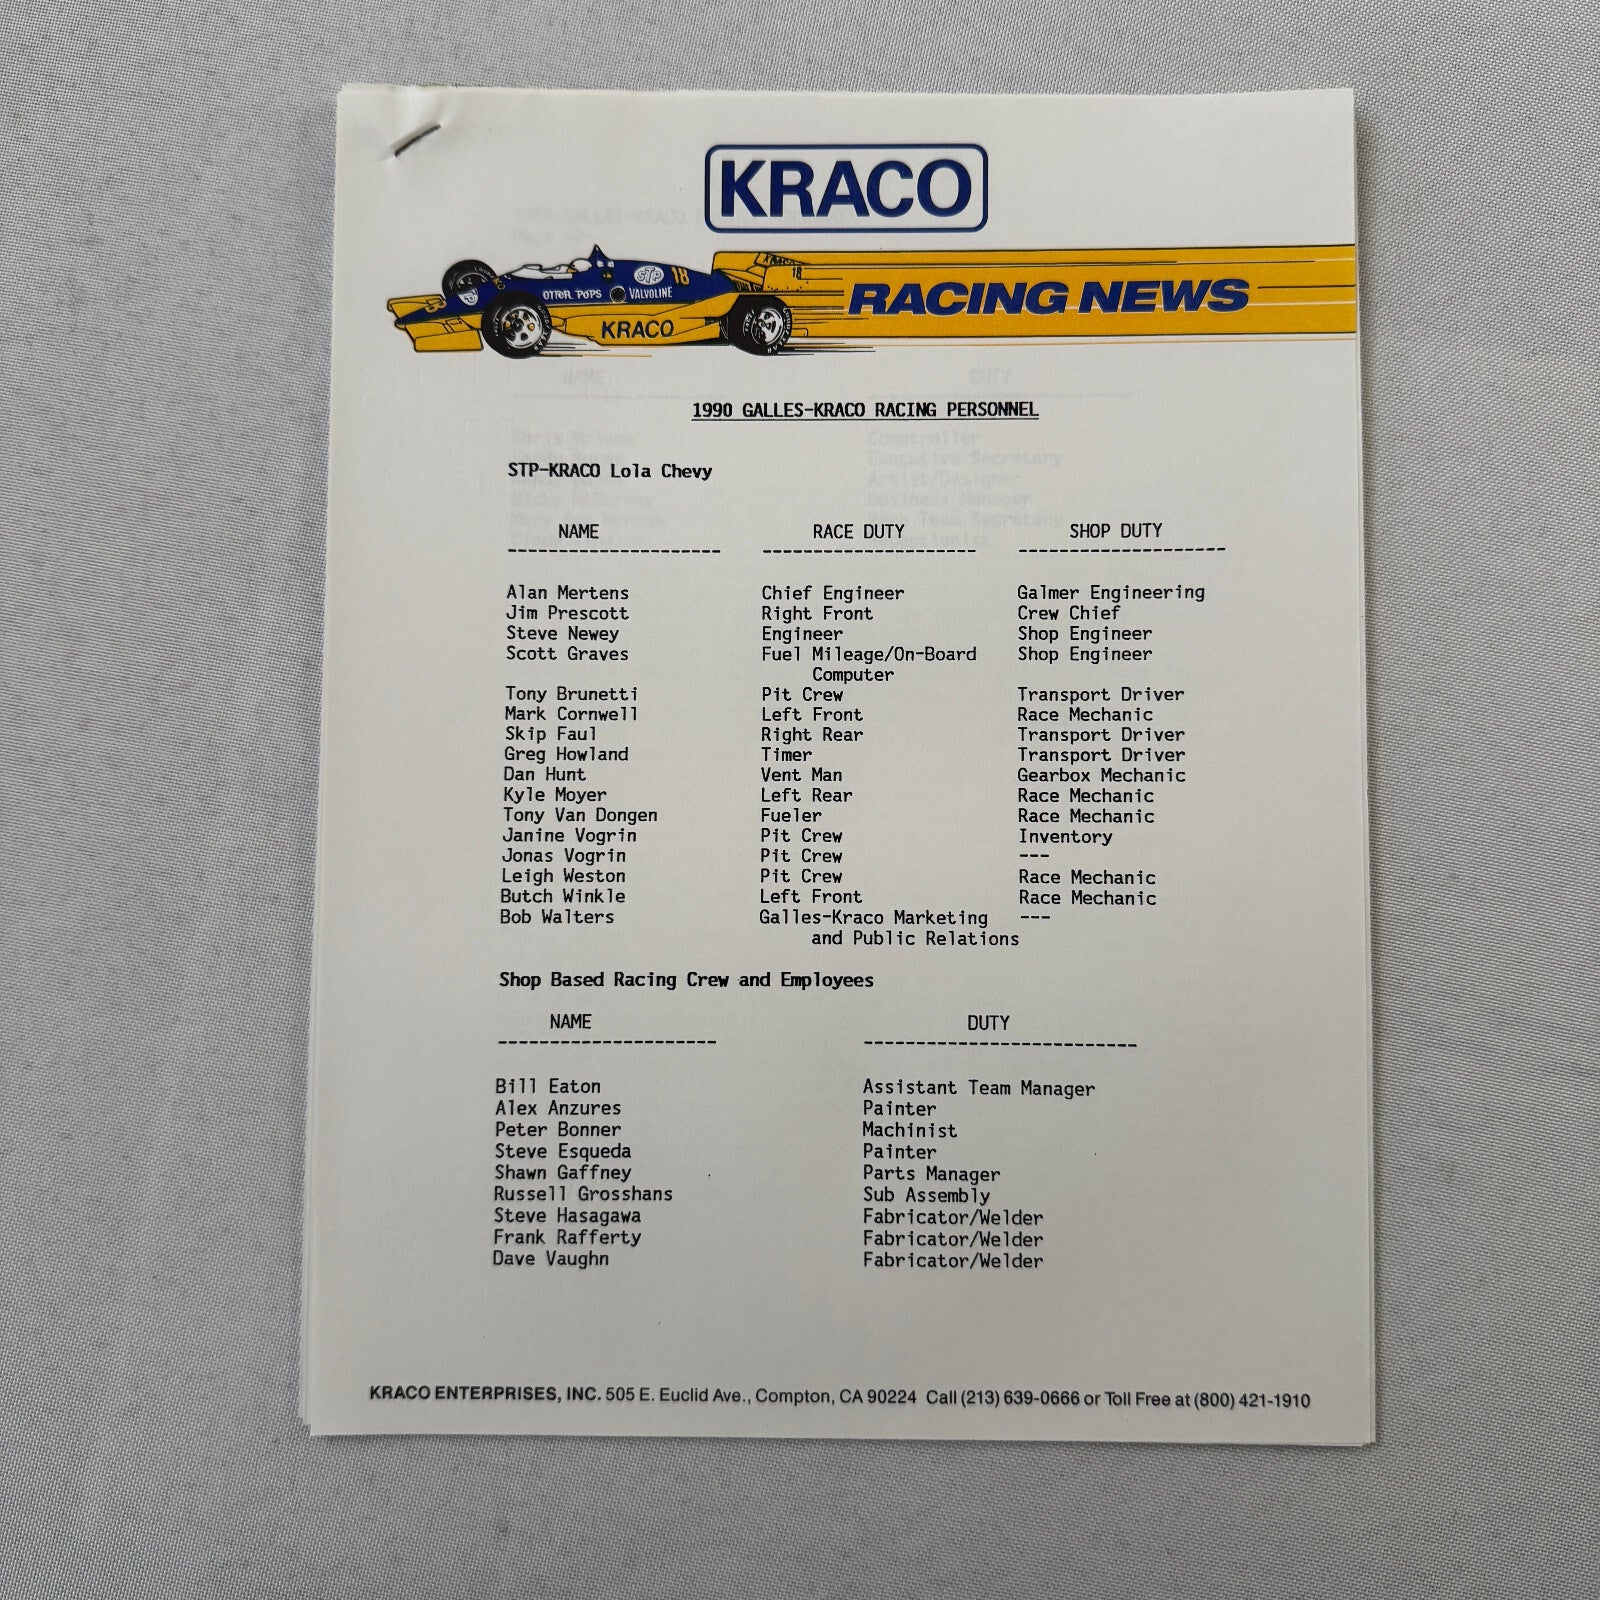 KRACO
OTTER POPS STP VALVOLINE 18
KRACO
18
RACING NEWS
1990 GALLES-KRACO RACING PERSONNEL
STP-KRACO Lola Chevy
NAME RACE DUTY SHOP DUTY
Alan Mertens Chief Engineer Galmer Engineering
Jim Prescott Right Front Crew Chief
Steve Newey Engineer Shop Engineer
Scott Graves Fuel Mileage/On-Board Shop Engineer
Computer
Tony Brunetti Pit Crew Transport Driver
Mark Cornwell Left Front Race Mechanic
Skip Faul Right Rear Transport Driver
Greg Howland Timer Transport Driver
Dan Hunt Vent Man Gearbox Mechanic
Kyle Moyer Left Rear Race Mechanic
Tony Van Dongen Fueler Race Mechanic
Janine Vogrin Pit Crew Inventory
Jonas Vogrin Pit Crew ---
Leigh Weston Pit Crew Race Mechanic
Butch Winkle Left Front Race Mechanic
Bob Walters Galles-Kraco Marketing ---
and Public Relations
Shop Based Racing Crew and Employees
NAME DUTY
Bill Eaton Assistant Team Manager
Alex Anzures Painter
Peter Bonner Machinist
Steve Esqueda Painter
Shawn Gaffney Parts Manager
Russell Grosshans Sub Assembly
Steve Hasagawa Fabricator/Welder
Frank Rafferty Fabricator/Welder
Dave Vaughn Fabricator/Welder
KRACO ENTERPRISES, INC. 505 E. Euclid Ave., Compton, CA 90224 Call (213) 639-0666 or Toll Free at (800) 421-1910